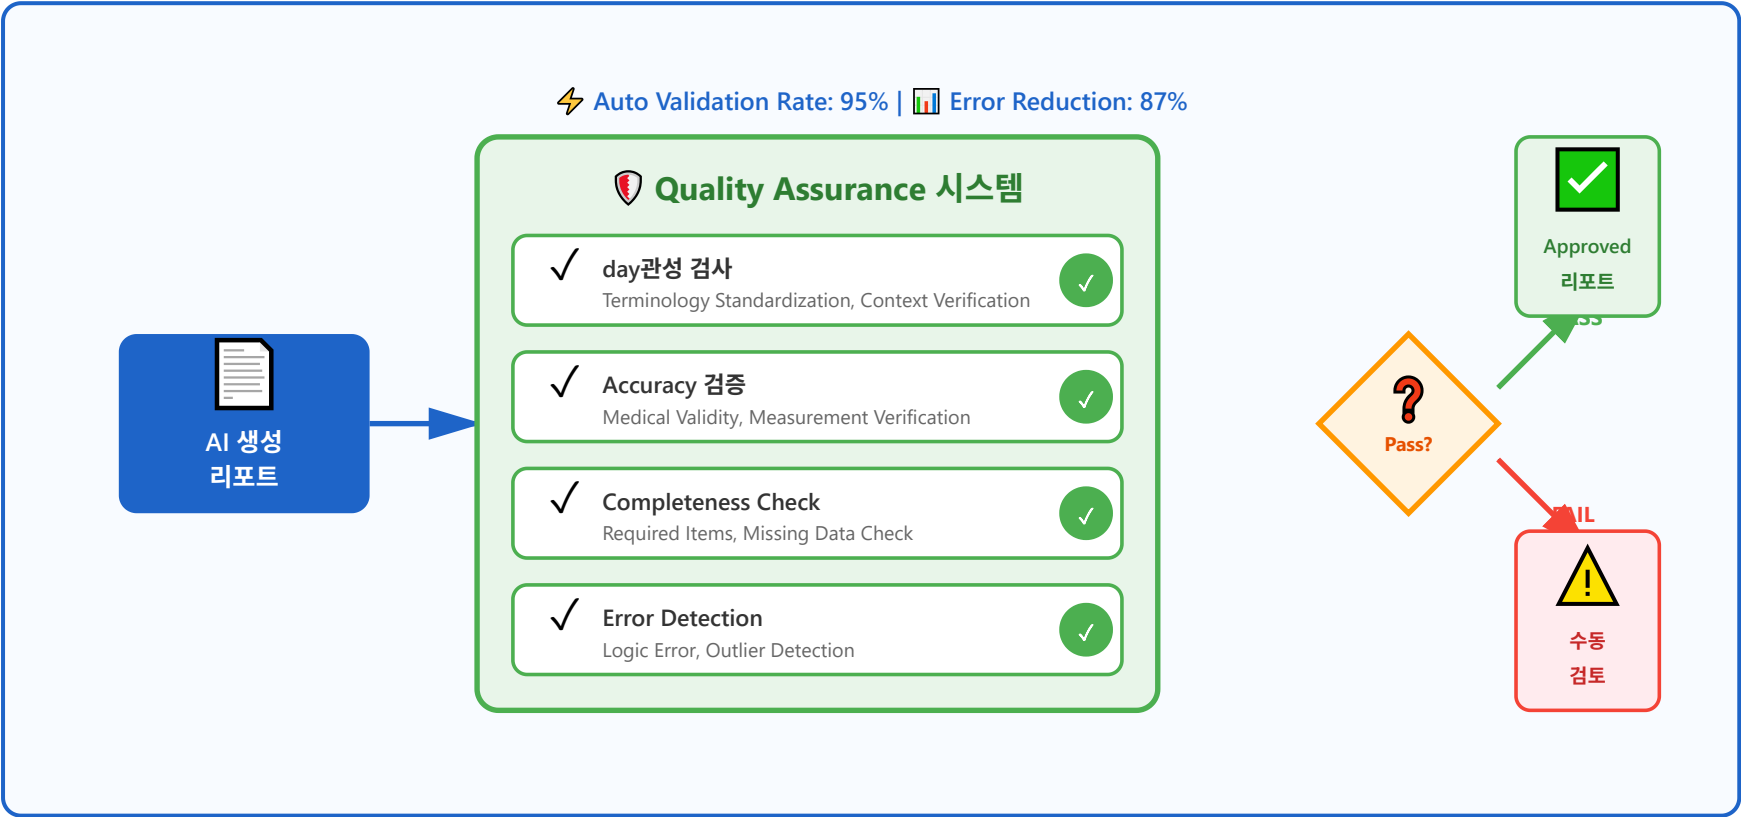 ⚡ Auto Validation Rate: 95% | 📊 Error Reduction: 87%
Quality Assurance 시스템
day관성 검사
Terminology Standardization, Context Verification
Accuracy 검증
Medical Validity, Measurement Verification
Completeness Check
Required Items, Missing Data Check
Error Detection
Logic Error, Outlier Detection
AI 생성
리포트
Pass?
Approved
리포트
수동
검토